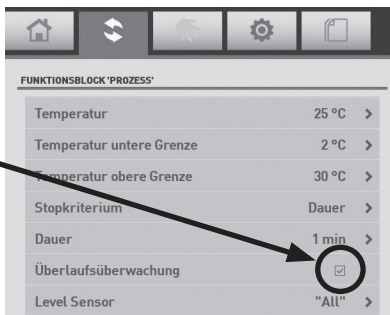 FUNKTIONSBLOCK 'PROZESS'
Temperatur 25 °C >
Temperatur untere Grenze 2 °C >
Temperatur obere Grenze 30 °C >
Stopkriterium Dauer >
Dauer 1 min >
Überlaufsüberwachung ☑
Level Sensor "All" >